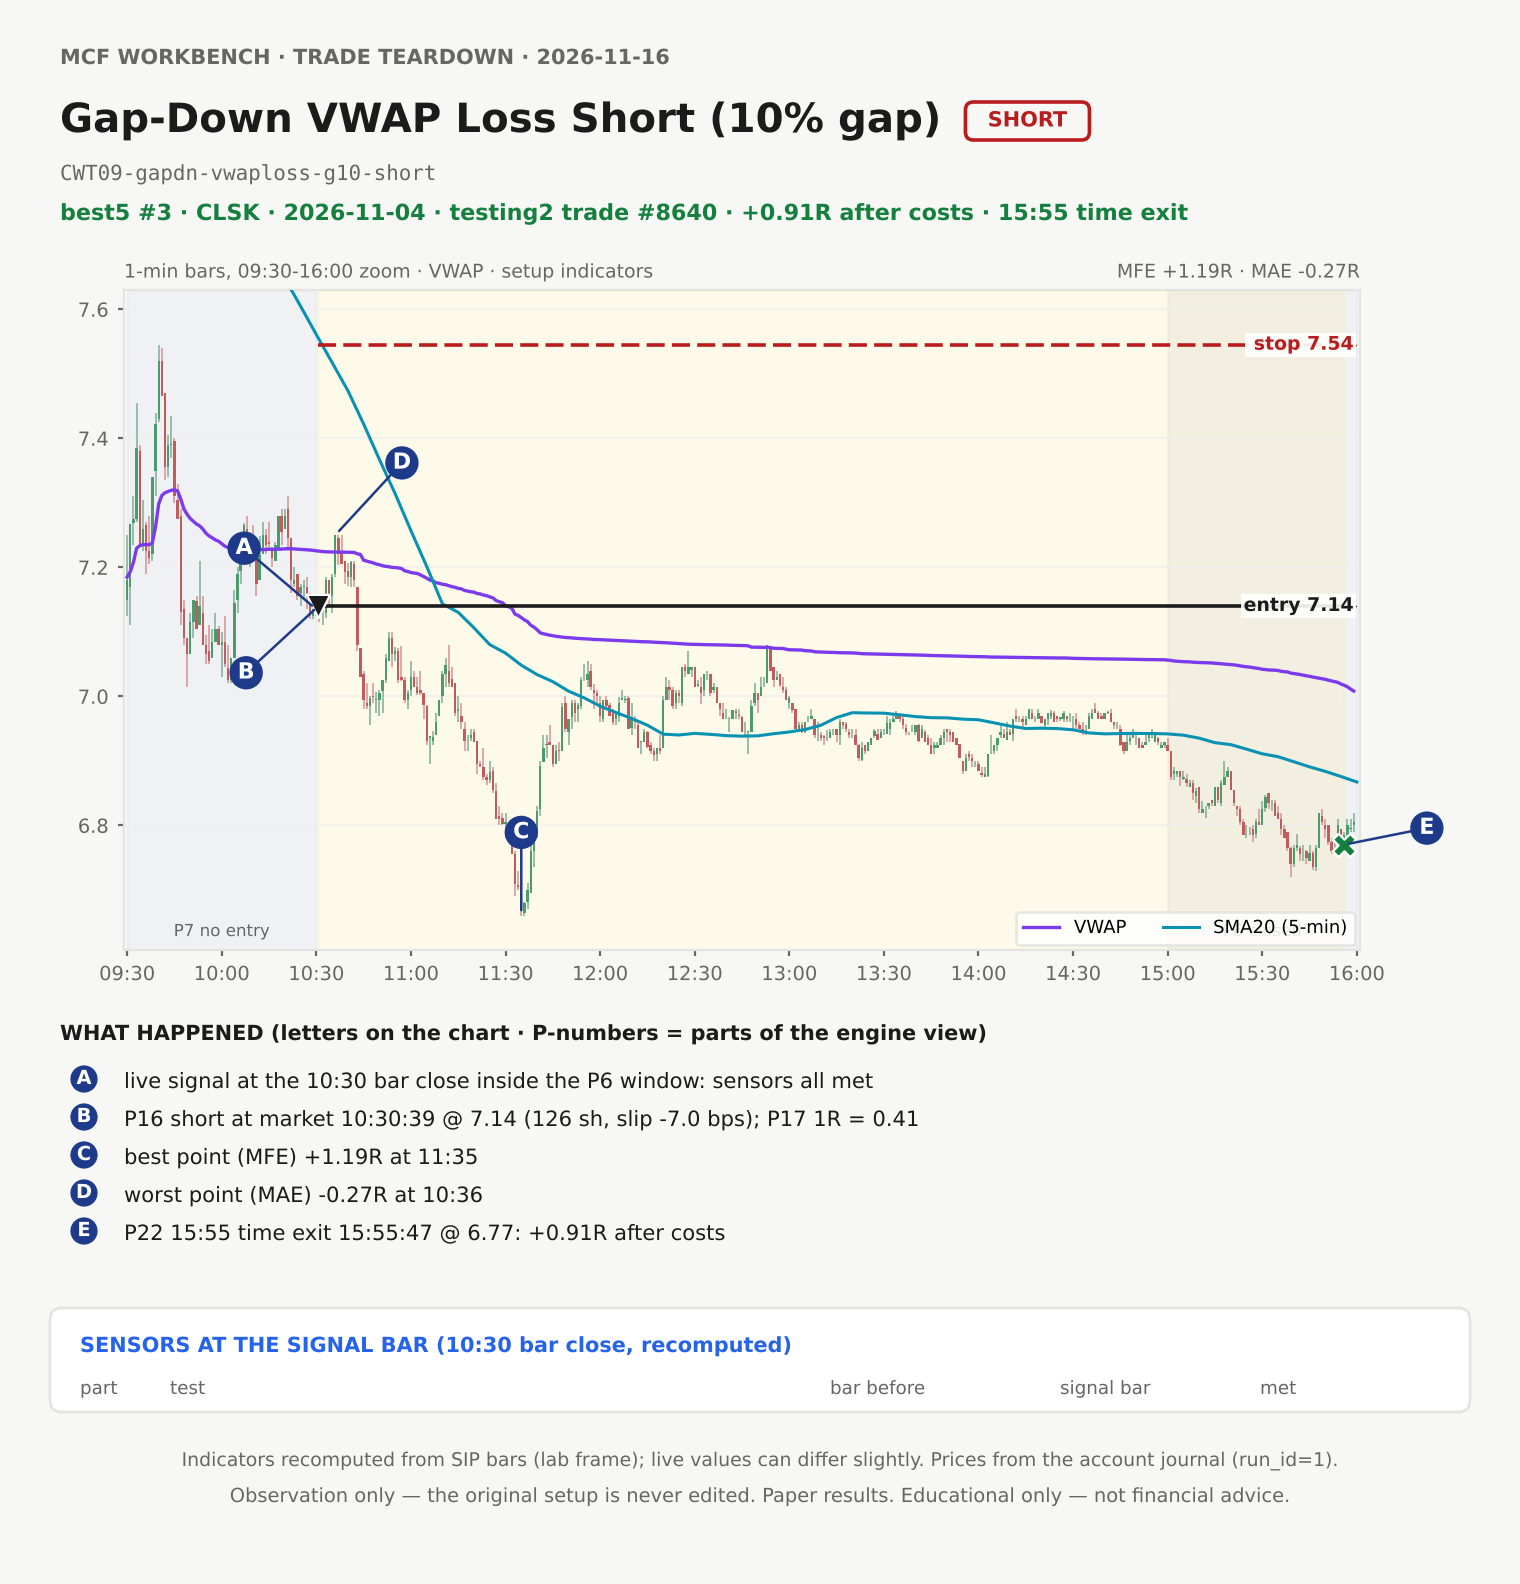 MCF WORKBENCH · TRADE TEARDOWN · 2026-11-16
Gap-Down VWAP Loss Short (10% gap) SHORT
CWT09-gapdn-vwaploss-g10-short
best5 #3 · CLSK · 2026-11-04 · testing2 trade #8640 · +0.91R after costs · 15:55 time exit
1-min bars, 09:30-16:00 zoom · VWAP · setup indicators MFE +1.19R · MAE -0.27R
7.6
stop 7.54
7.4
D
7.2
A
entry 7.14
B
7.0
6.8
C
E
P7 no entry
VWAP SMA20 (5-min)
09:30 10:00 10:30 11:00 11:30 12:00 12:30 13:00 13:30 14:00 14:30 15:00 15:30 16:00
WHAT HAPPENED (letters on the chart · P-numbers = parts of the engine view)
A live signal at the 10:30 bar close inside the P6 window: sensors all met
B P16 short at market 10:30:39 @ 7.14 (126 sh, slip -7.0 bps); P17 1R = 0.41
C best point (MFE) +1.19R at 11:35
D worst point (MAE) -0.27R at 10:36
E P22 15:55 time exit 15:55:47 @ 6.77: +0.91R after costs
SENSORS AT THE SIGNAL BAR (10:30 bar close, recomputed)
part test bar before signal bar met
Indicators recomputed from SIP bars (lab frame); live values can differ slightly. Prices from the account journal (run_id=1).
Observation only — the original setup is never edited. Paper results. Educational only — not financial advice.